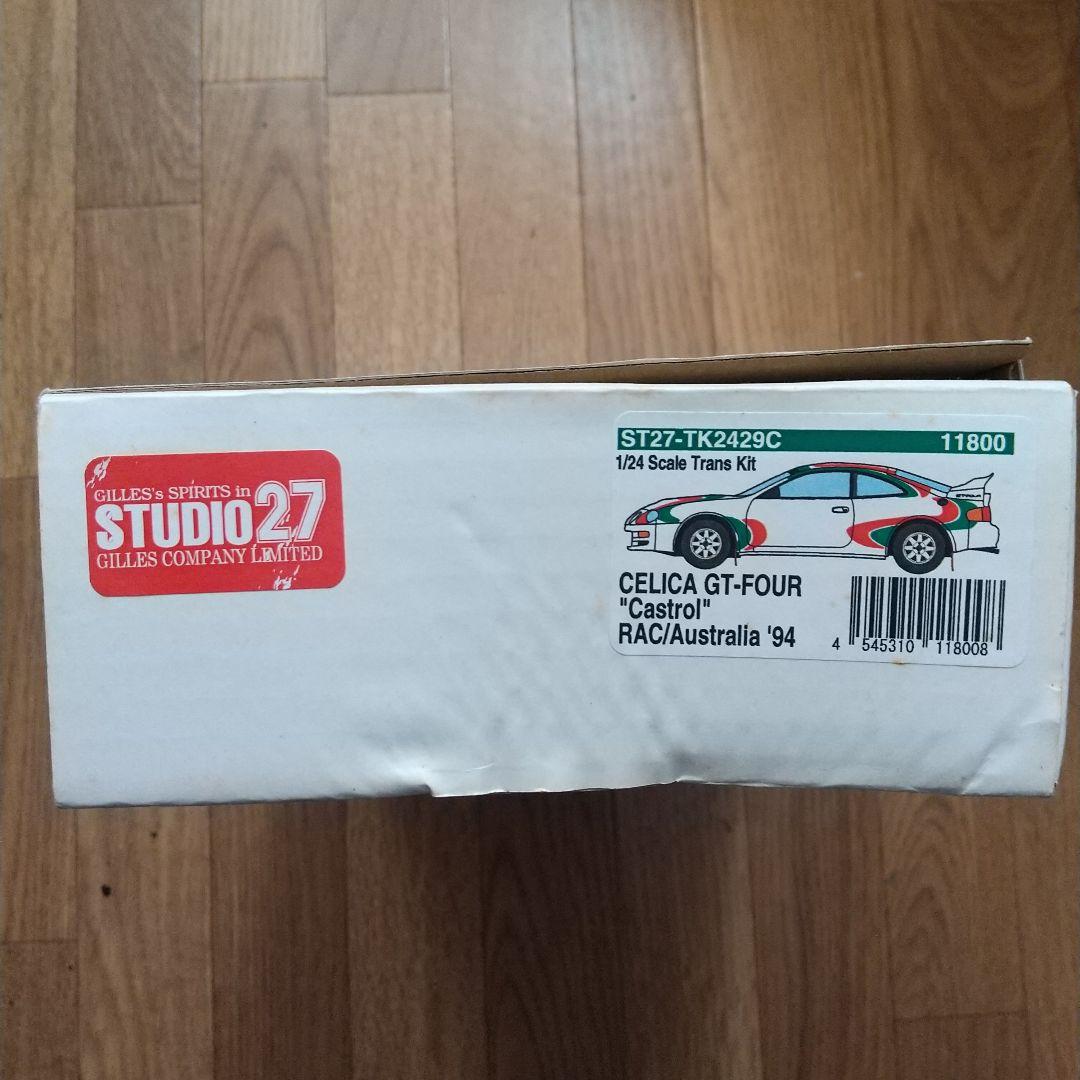 GILLES's SPIRITS in
STUDIO27
GILLES COMPANY LIMITED
ST27-TK2429C 11800
1/24 Scale Trans Kit
CELICA GT-FOUR
"Castrol"
RAC/Australia '94
4 545310 118008